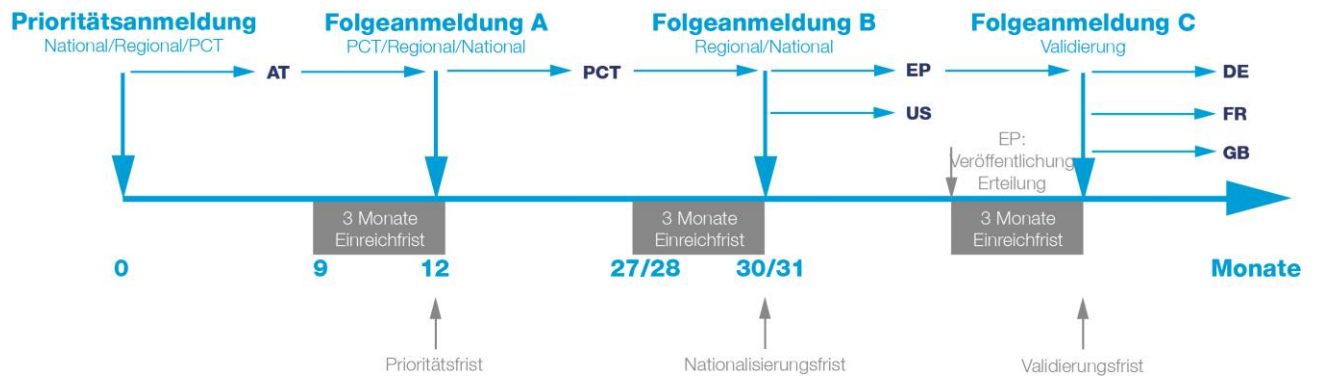 Prioritätsanmeldung
National/Regional/PCT
Folgeanmeldung A
PCT/Regional/National
Folgeanmeldung B
Regional/National
Folgeanmeldung C
Validierung
AT
PCT
EP
DE
US
FR
GB
EP:
Veröffentlichung
Erteilung
3 Monate
Einreichfrist
3 Monate
Einreichfrist
3 Monate
Einreichfrist
0
9
12
27/28
30/31
Monate
Prioritätsfrist
Nationalisierungsfrist
Validierungsfrist